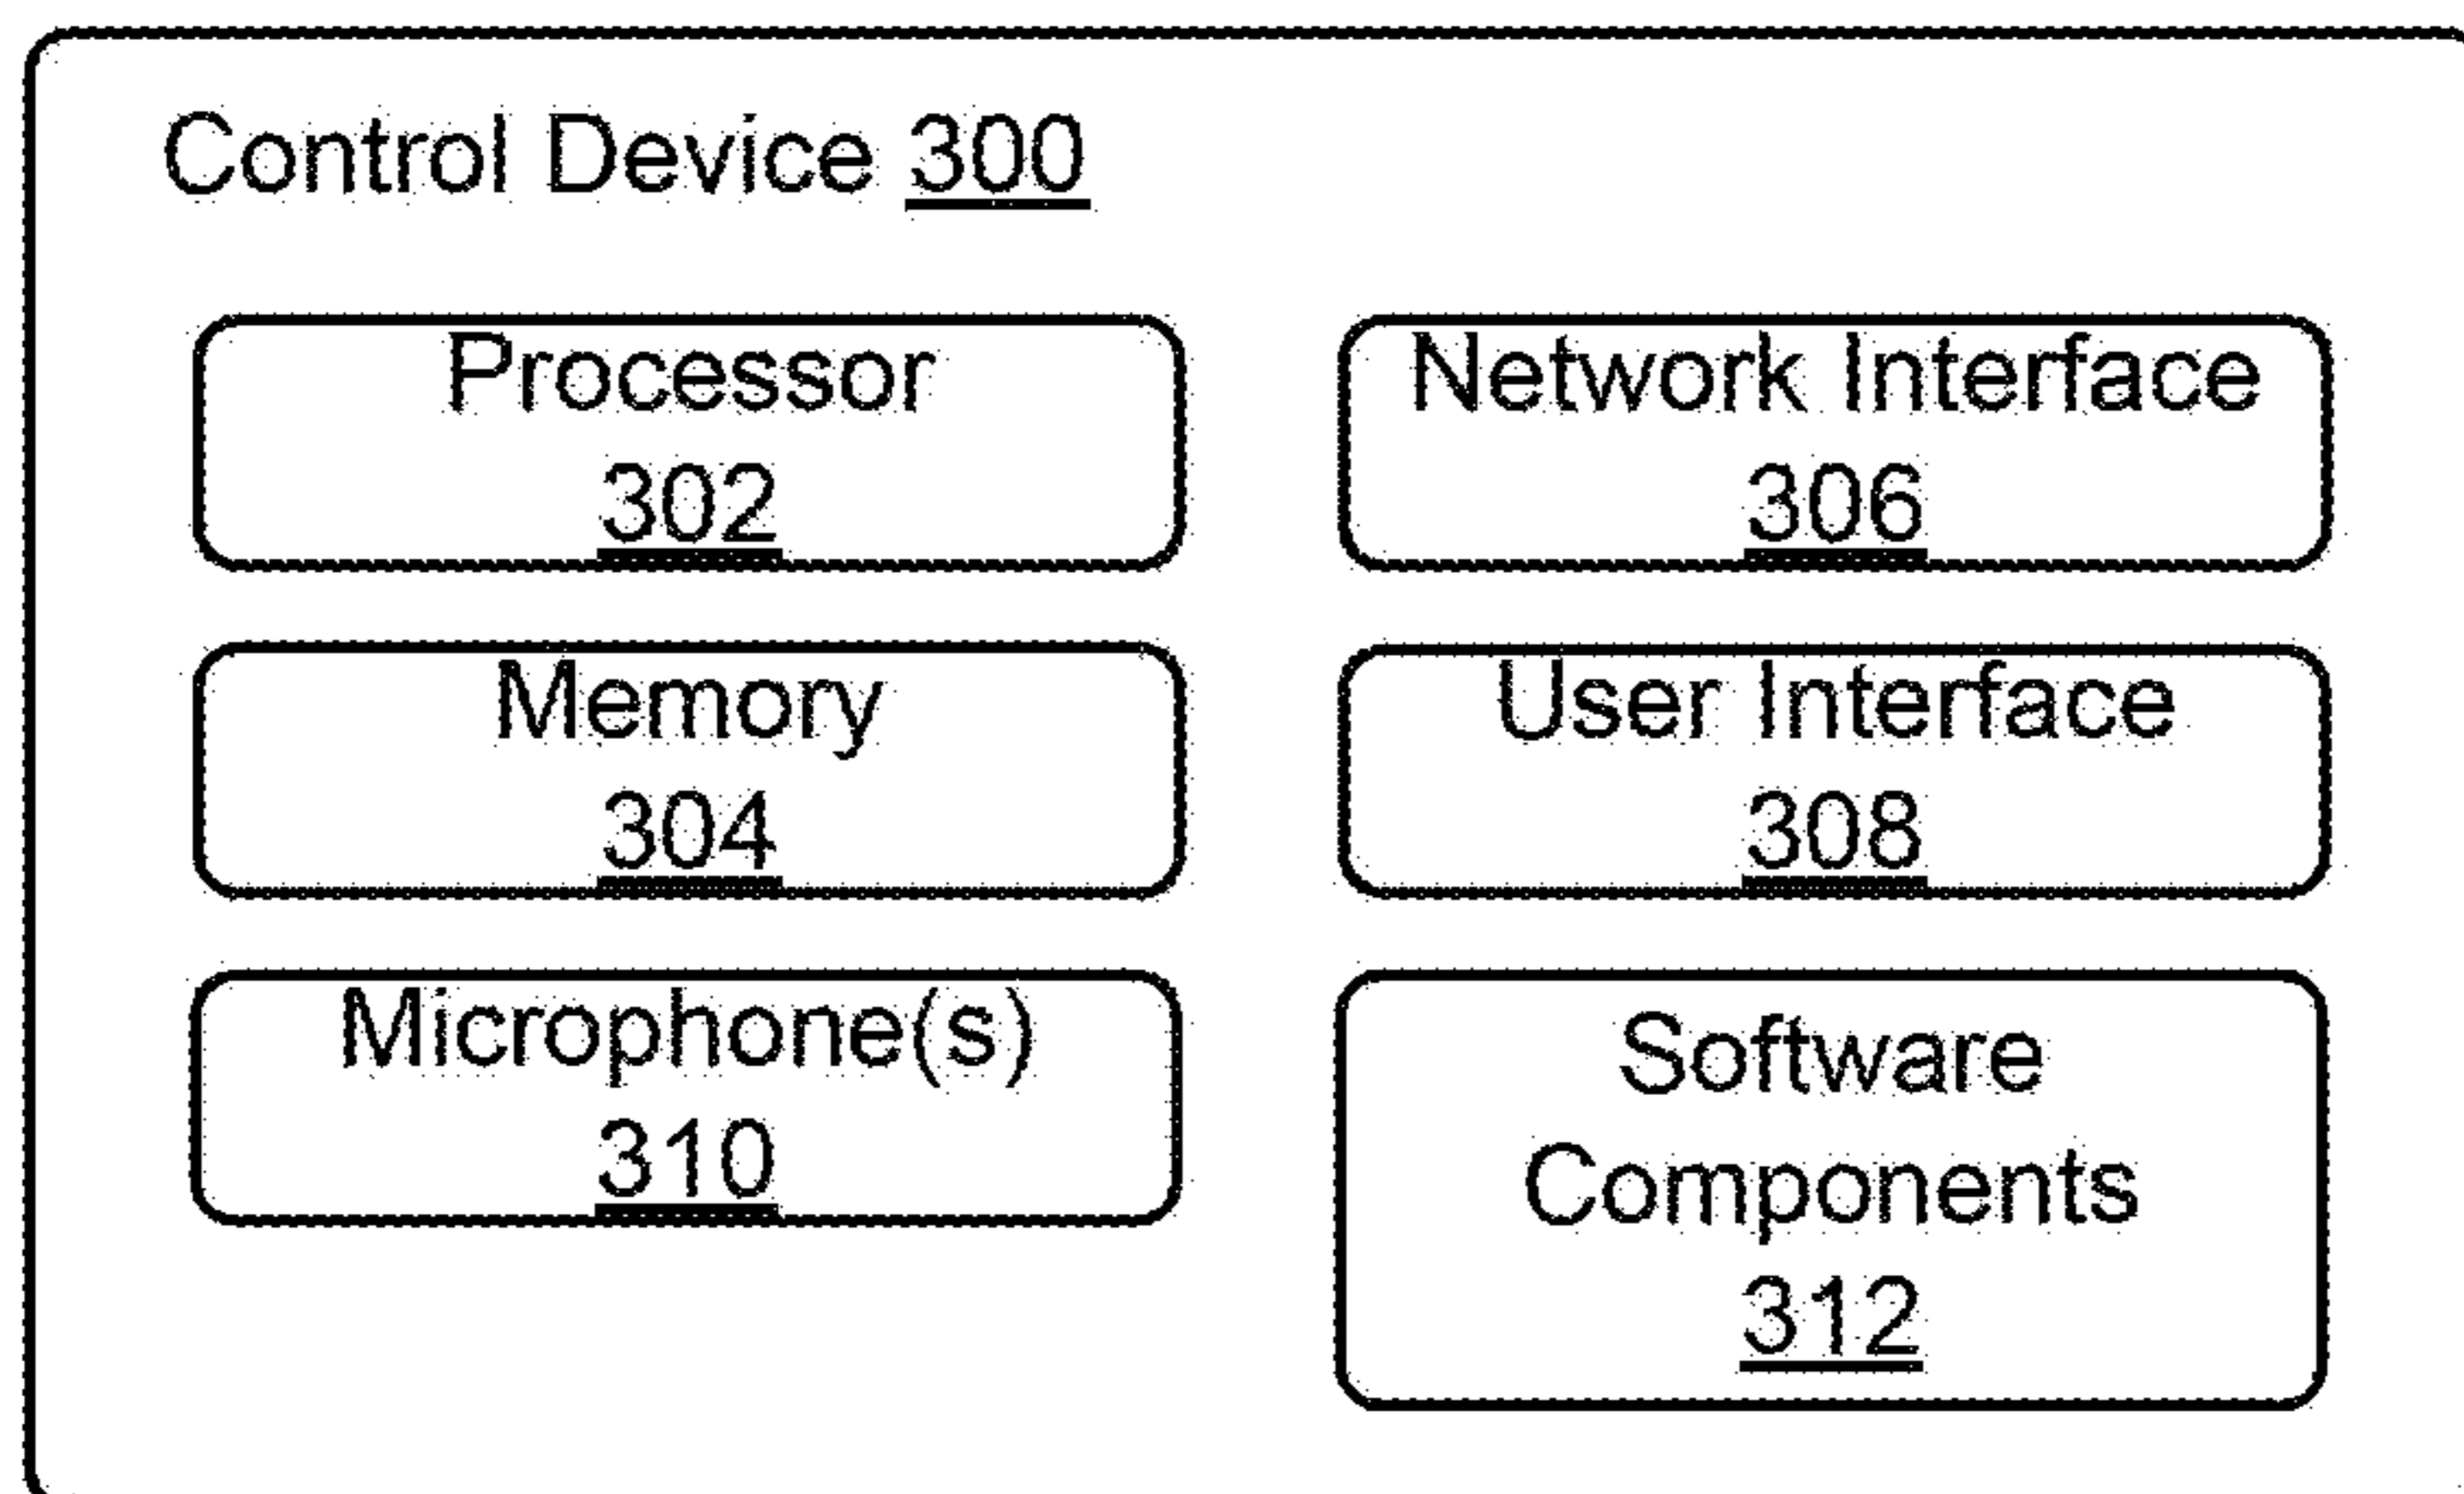 Control Device 300
Processor
302
Network Interface
306
Memory
304
User Interface
308
Microphone(s)
310
Software
Components
312